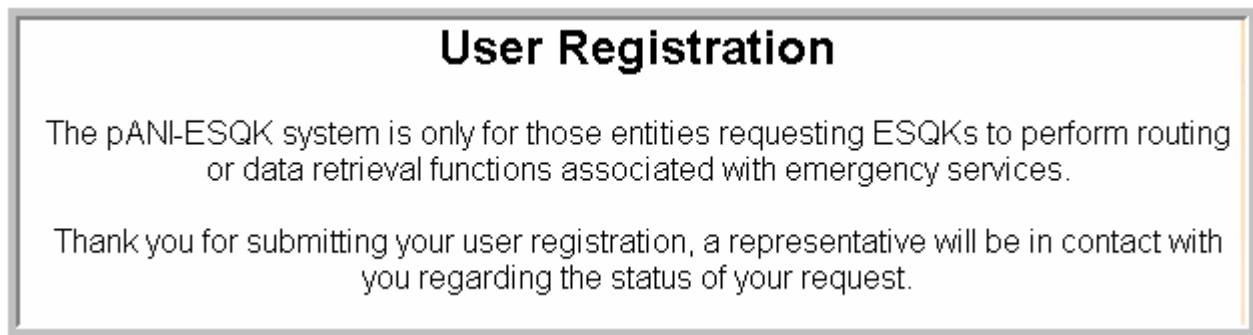 User Registration
The pANI-ESQK system is only for those entities requesting ESQKs to perform routing
or data retrieval functions associated with emergency services.
Thank you for submitting your user registration, a representative will be in contact with
you regarding the status of your request.